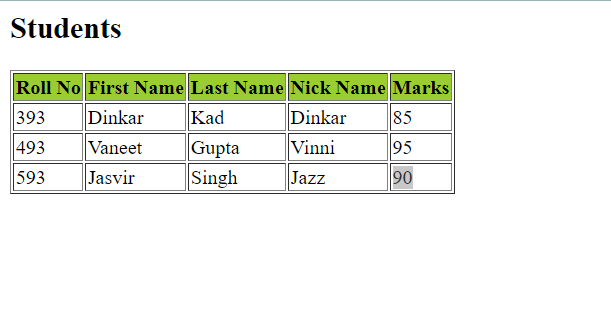 Students
Roll No First Name Last Name Nick Name Marks
393 Dinkar Kad Dinkar 85
493 Vaneet Gupta Vinni 95
593 Jasvir Singh Jazz 90